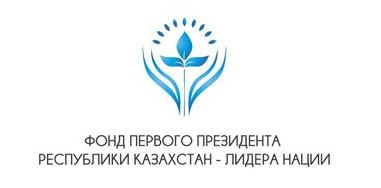 ФОНД ПЕРВОГО ПРЕЗИДЕНТА
РЕСПУБЛИКИ КАЗАХСТАН - ЛИДЕРА НАЦИИ